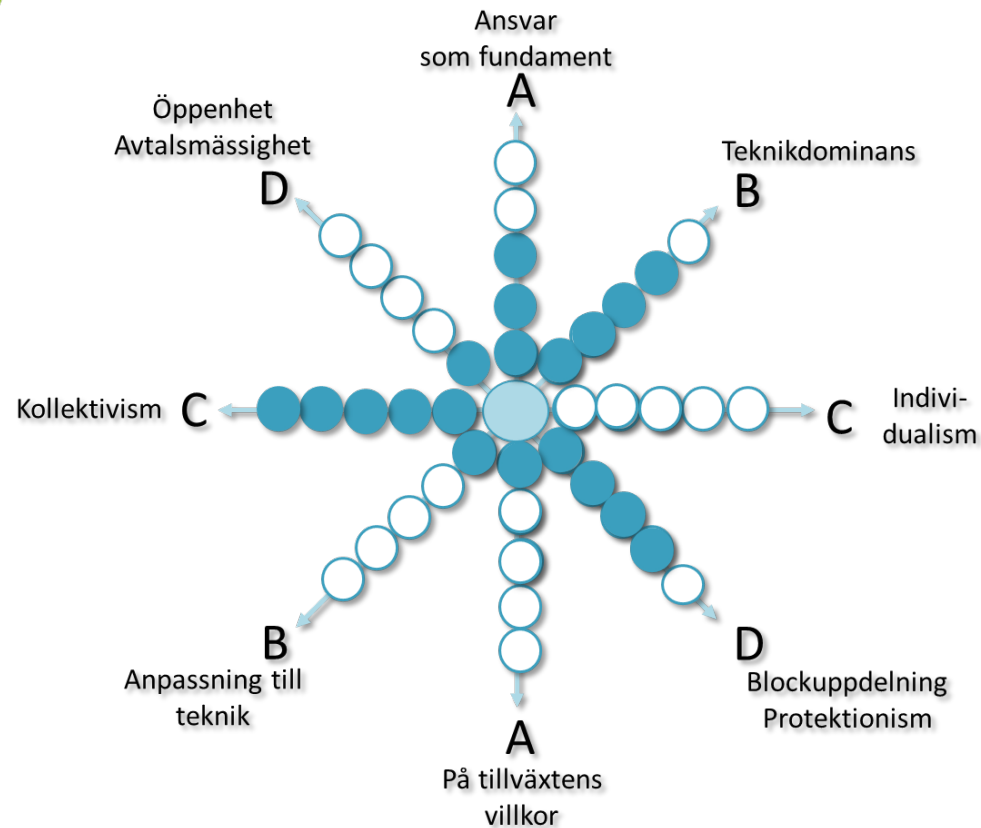 Ansvar
som fundament
A
Öppenhet
Avtalsmässighet
D
Teknikdominans
B
Kollektivism C
C Indivi-
dualism
B
Anpassning till
teknik
D
Blockuppdelning
Protektionism
A
På tillväxtens
villkor